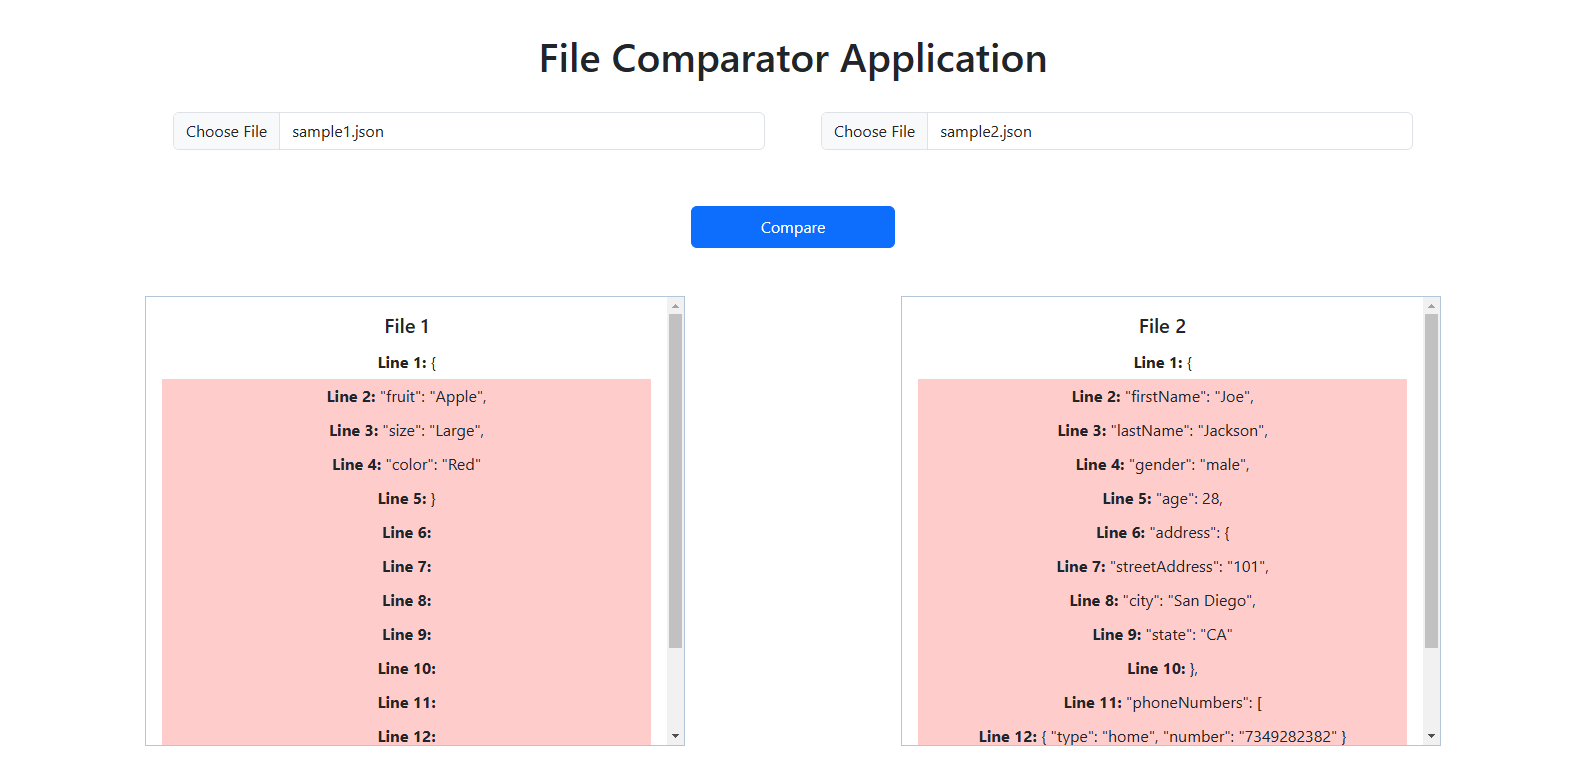 File Comparator Application
Choose File sample1.json
Choose File sample2.json
Compare
File 1
Line 1: {
Line 2: "fruit": "Apple",
Line 3: "size": "Large",
Line 4: "color": "Red"
Line 5: }
Line 6:
Line 7:
Line 8:
Line 9:
Line 10:
Line 11:
Line 12:
File 2
Line 1: {
Line 2: "firstName": "Joe",
Line 3: "lastName": "Jackson",
Line 4: "gender": "male",
Line 5: "age": 28,
Line 6: "address": {
Line 7: "streetAddress": "101",
Line 8: "city": "San Diego",
Line 9: "state": "CA"
Line 10: },
Line 11: "phoneNumbers": [
Line 12: { "type": "home", "number": "7349282382" }